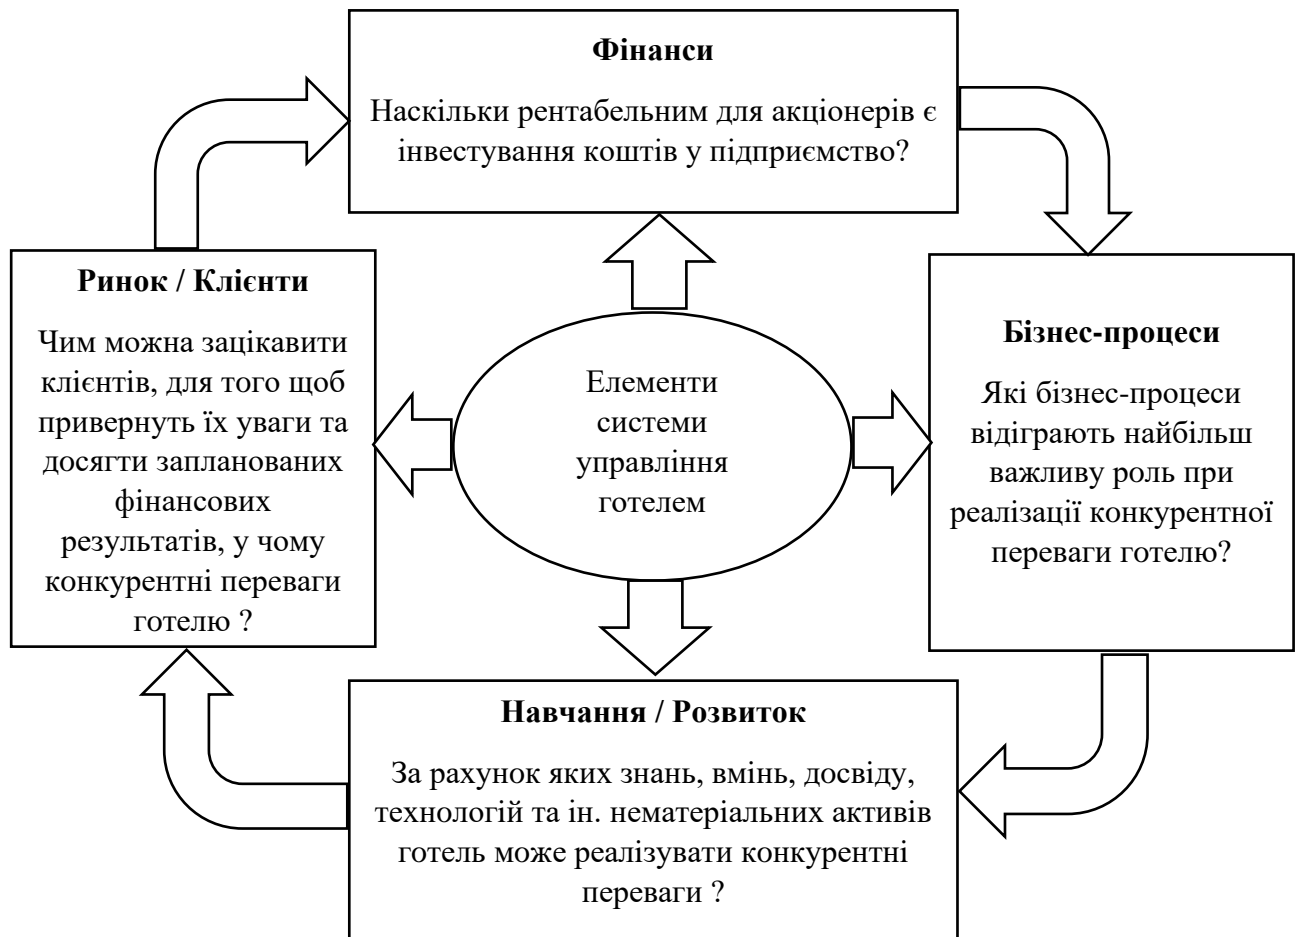 Фінанси
Наскільки рентабельним для акціонерів є
інвестування коштів у підприємство?
Ринок / Клієнти
Чим можна зацікавити
клієнтів, для того щоб
привернуть їх уваги та
досягти запланованих
фінансових
результатів, у чому
конкурентні переваги
готелю ?
Елементи
системи
управління
готелем
Бізнес-процеси
Які бізнес-процеси
відіграють найбільш
важливу роль при
реалізації конкурентної
переваги готелю?
Навчання / Розвиток
За рахунок яких знань, вмінь, досвіду,
технологій та ін. нематеріальних активів
готель може реалізувати конкурентні
переваги ?